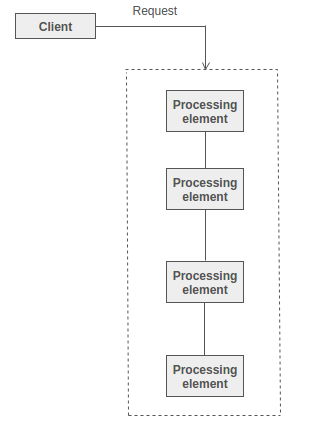 Request
Client
Processing
element
Processing
element
Processing
element
Processing
element